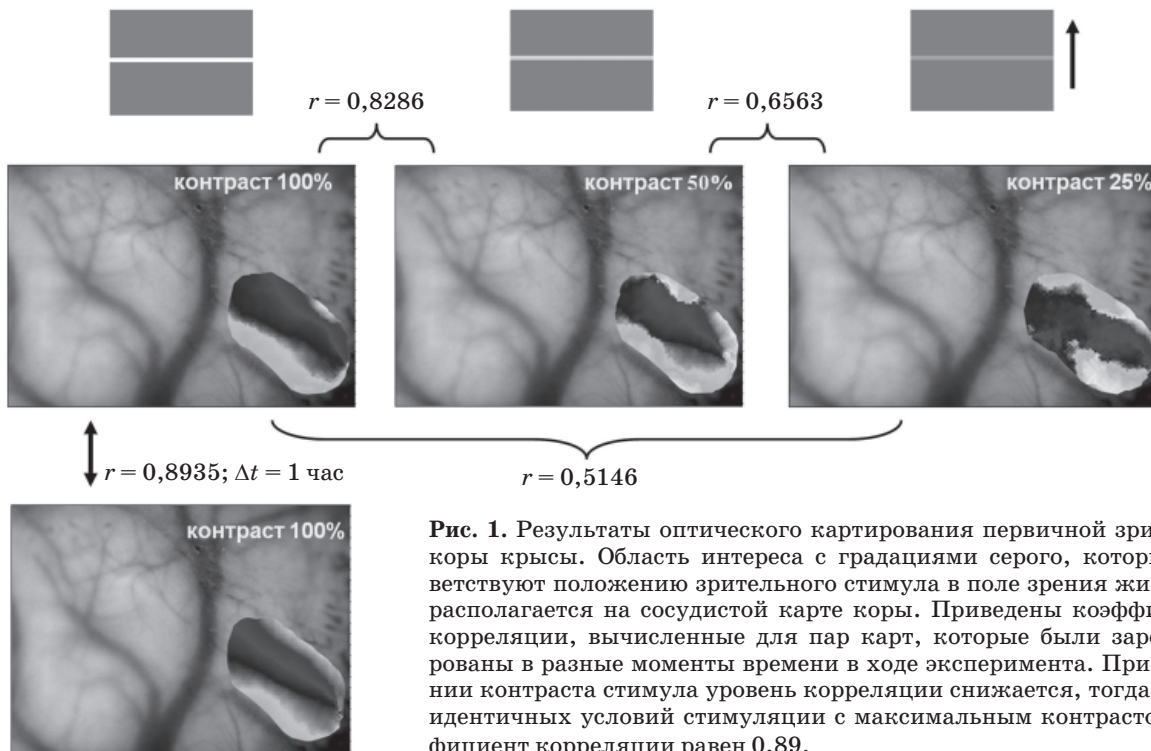 r = 0,8286
r = 0,6563
контраст 100%
контраст 50%
контраст 25%
r = 0,8935; Δt = 1 час
r = 0,5146
контраст 100%
Рис. 1. Результаты оптического картирования первичной зри
коры крысы. Область интереса с градациями серого, которы
ветствуют положению зрительного стимула в поле зрения жи
располагается на сосудистой карте коры. Приведены коэффи
корреляции, вычисленные для пар карт, которые были заре
рованы в разные моменты времени в ходе эксперимента. При
нии контраста стимула уровень корреляции снижается, тогда
идентичных условий стимуляции с максимальным контрасто
фициент корреляции равен 0,89.